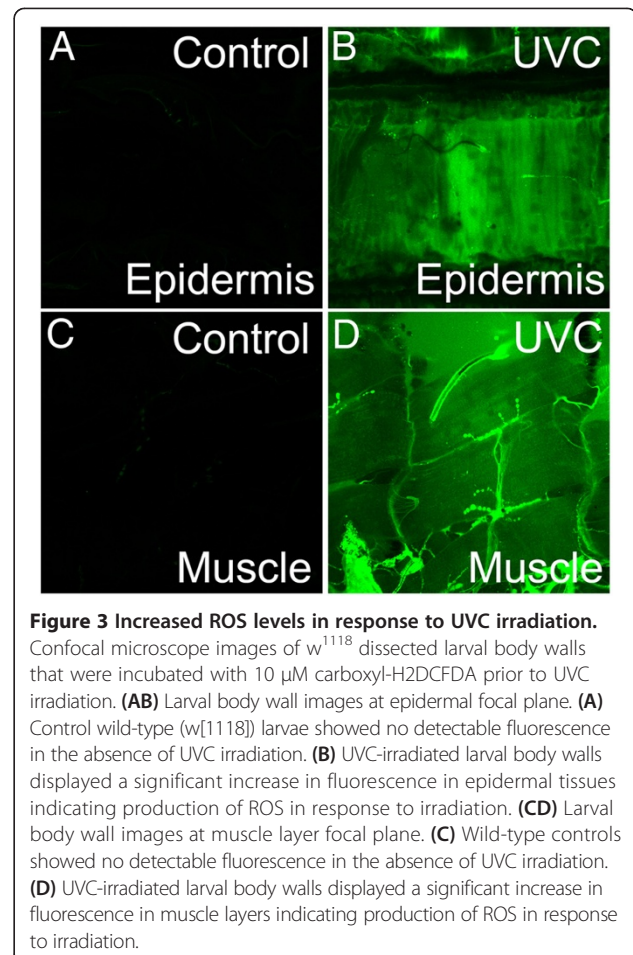 A Control
B UVC
Epidermis
Epidermis
C Control
D UVC
Muscle
Muscle
Figure 3 Increased ROS levels in response to UVC irradiation.
Confocal microscope images of w1118 dissected larval body walls
that were incubated with 10 μM carboxyl-H2DCFDA prior to UVC
irradiation. (AB) Larval body wall images at epidermal focal plane. (A)
Control wild-type (w[1118]) larvae showed no detectable fluorescence
in the absence of UVC irradiation. (B) UVC-irradiated larval body walls
displayed a significant increase in fluorescence in epidermal tissues
indicating production of ROS in response to irradiation. (CD) Larval
body wall images at muscle layer focal plane. (C) Wild-type controls
showed no detectable fluorescence in the absence of UVC irradiation.
(D) UVC-irradiated larval body walls displayed a significant increase in
fluorescence in muscle layers indicating production of ROS in response
to irradiation.